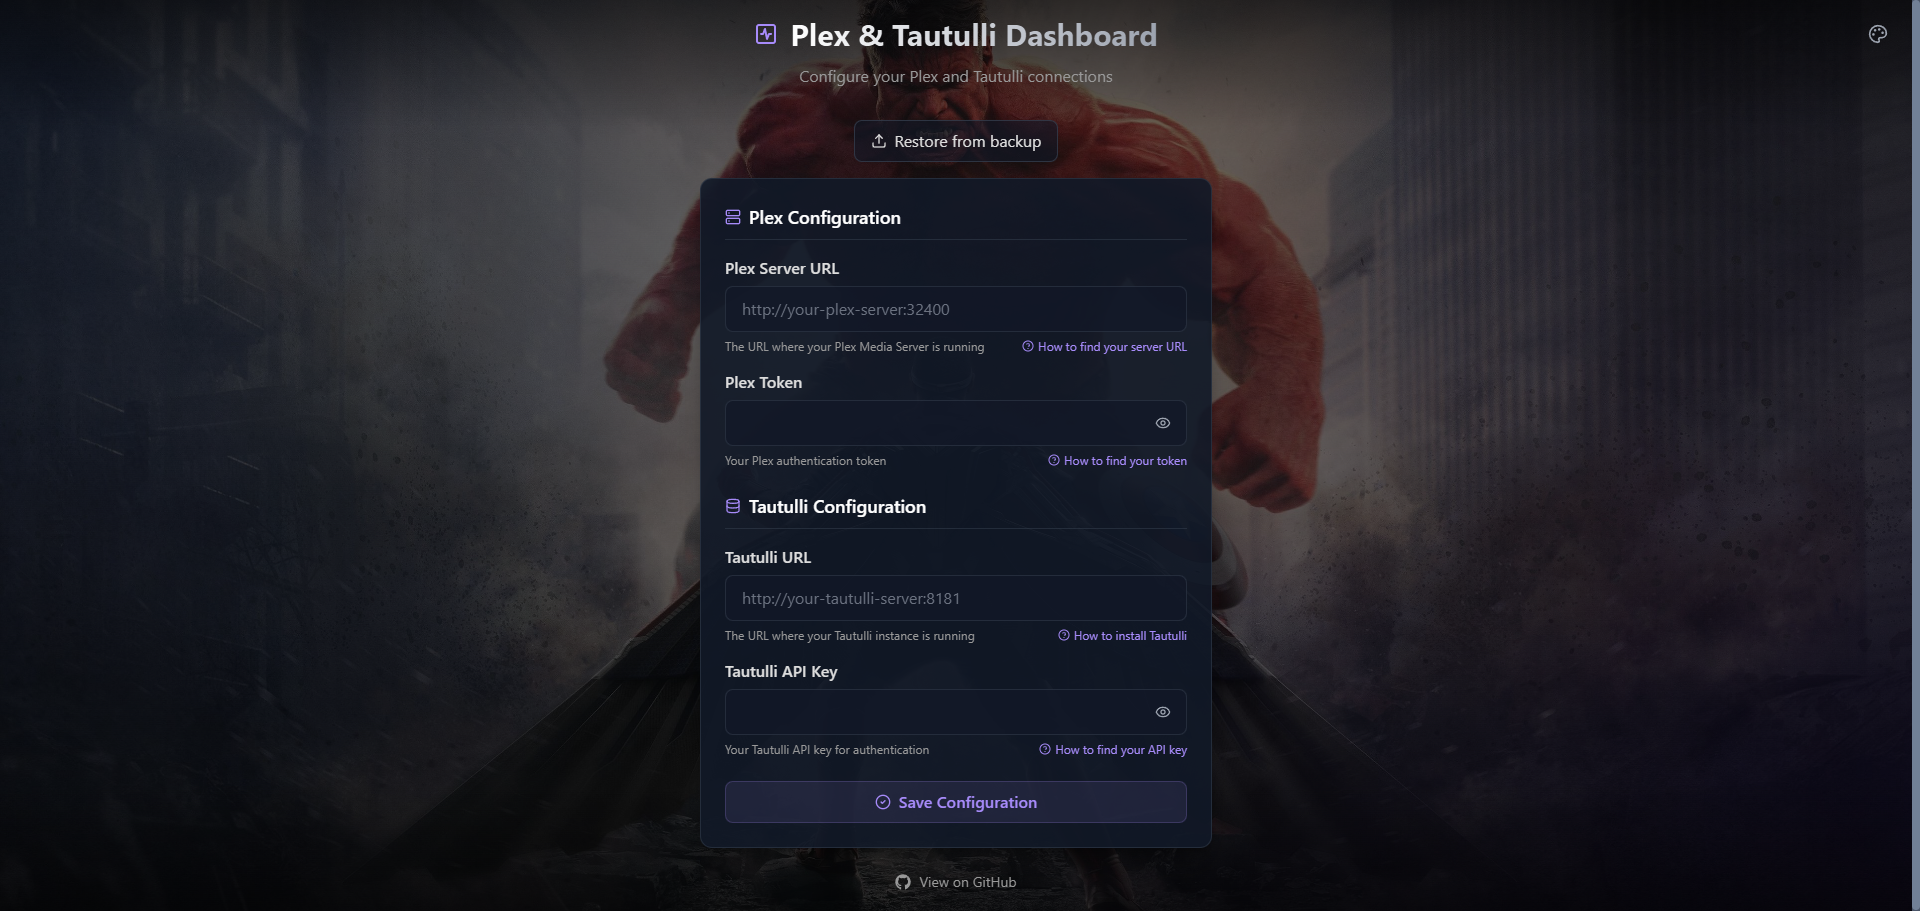 Plex & Tautulli Dashboard
Configure your Plex and Tautulli connections
Restore from backup
Plex Configuration
Plex Server URL
http://your-plex-server:32400
The URL where your Plex Media Server is running
How to find your server URL
Plex Token
Your Plex authentication token
How to find your token
Tautulli Configuration
Tautulli URL
http://your-tautulli-server:8181
The URL where your Tautulli instance is running
How to install Tautulli
Tautulli API Key
Your Tautulli API key for authentication
How to find your API key
Save Configuration
View on GitHub